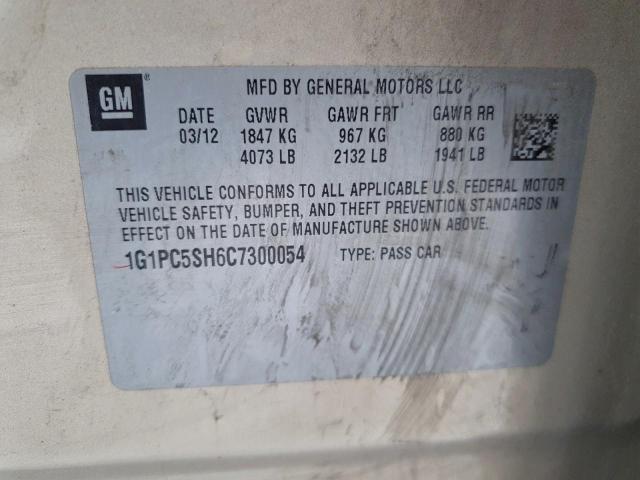 GM®
MFD BY GENERAL MOTORS LLC
DATE GVWR GAWR FRT GAWR RR
03/12 1847 KG 967 KG 880 KG
4073 LB 2132 LB 1941 LB
THIS VEHICLE CONFORMS TO ALL APPLICABLE U.S. FEDERAL MOTOR
VEHICLE SAFETY, BUMPER, AND THEFT PREVENTION STANDARDS IN
EFFECT ON DATE OF MANUFACTURE SHOWN ABOVE.
1G1PC5SH6C7300054 TYPE: PASS CAR